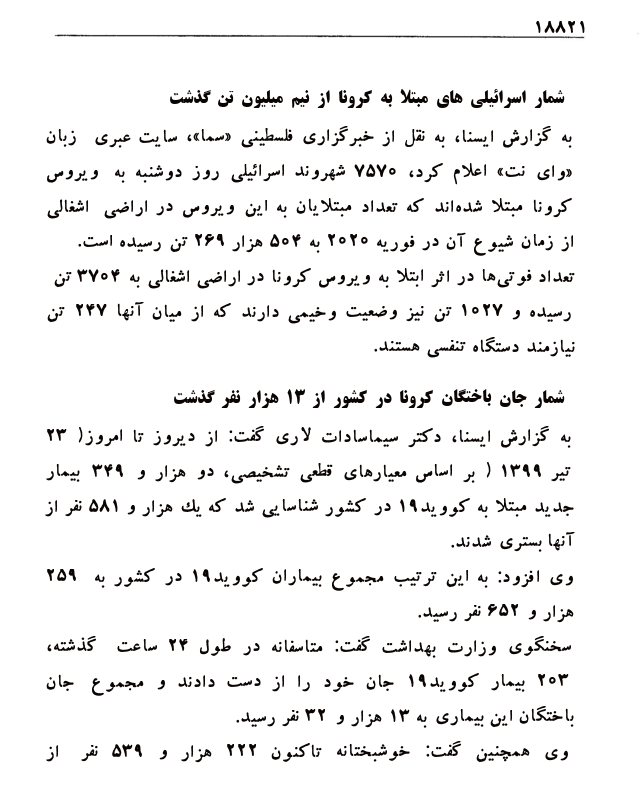 ۱۸۸۲۱
شمار اسرائیلی های مبتلا به کرونا از نیم میلیون تن گذشت
به گزارش ایسنا، به نقل از خبرگزاری فلسطینی «سما»، سایت عبری زبان
«وای نت» اعلام کرد، ۷۵۷۰ شهروند اسرائیلی روز دوشنبه به ویروس
کرونا مبتلا شده‌اند که تعداد مبتلایان به این ویروس در اراضی اشغالی
از زمان شیوع آن در فوریه ۲۰۲۰ به ۵۰۴ هزار ۲۶۹ تن رسیده است.
تعداد فوتی‌ها در اثر ابتلا به ویروس کرونا در اراضی اشغالی به ۳۷۰۴ تن
رسیده و ۱۰۲۷ تن نیز وضعیت وخیمی دارند که از میان آنها ۲۴۷ تن
نیازمند دستگاه تنفسی هستند.
شمار جان باختگان کرونا در کشور از ۱۳ هزار نفر گذشت
به گزارش ایسنا، دکتر سیماسادات لاری گفت: از دیروز تا امروز( ۲۳
تیر ۱۳۹۹ ( بر اساس معیارهای قطعی تشخیصی، دو هزار و ۳۴۹ بیمار
جدید مبتلا به کووید۱۹ در کشور شناسایی شد که یك هزار و ۵۸۱ نفر از
آنها بستری شدند.
وی افزود: به این ترتیب مجموع بیماران کووید۱۹ در کشور به ۲۵۹
هزار و ۶۵۲ نفر رسید.
سخنگوی وزارت بهداشت گفت: متاسفانه در طول ۲۴ ساعت گذشته،
۲۰۳ بیمار کووید۱۹ جان خود را از دست دادند و مجموع جان
باختگان این بیماری به ۱۳ هزار و ۳۲ نفر رسید.
وی همچنین گفت: خوشبختانه تاکنون ۲۲۲ هزار و ۵۳۹ نفر از